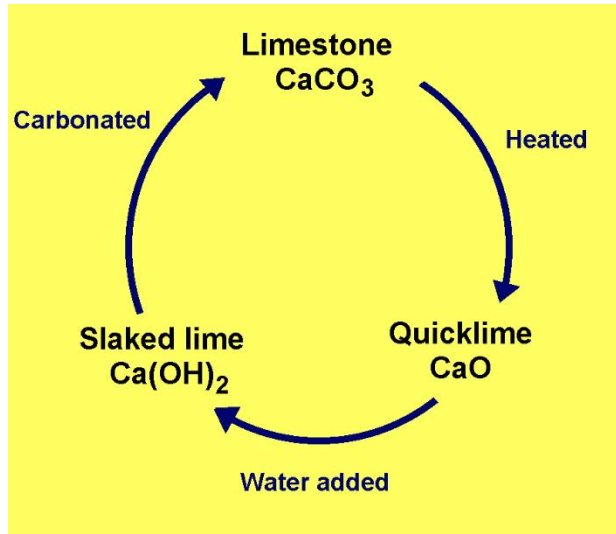 Limestone
CaCO₃
Heated
Quicklime
CaO
Water added
Slaked lime
Ca(OH)₂
Carbonated